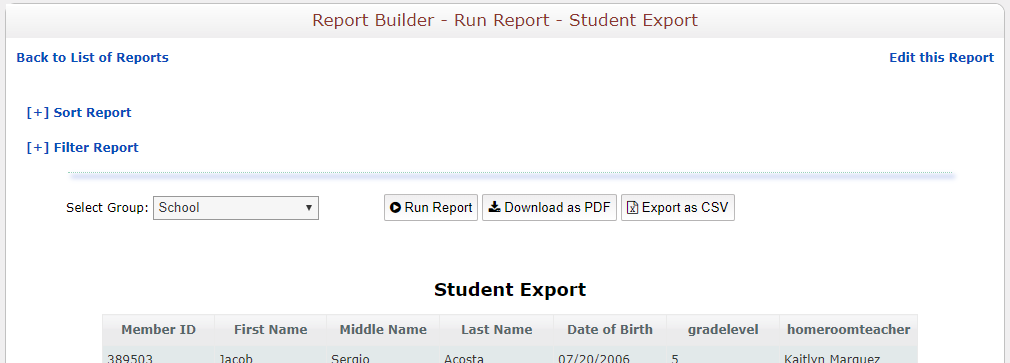 Report Builder - Run Report - Student Export
Back to List of Reports Edit this Report
[+] Sort Report
[+] Filter Report
Select Group: School Run Report Download as PDF Export as CSV
Student Export
Member ID First Name Middle Name Last Name Date of Birth gradelevel homeroomteacher
389503 Jacob Sergio Acosta 07/20/2006 5 Kaitlyn Marquez